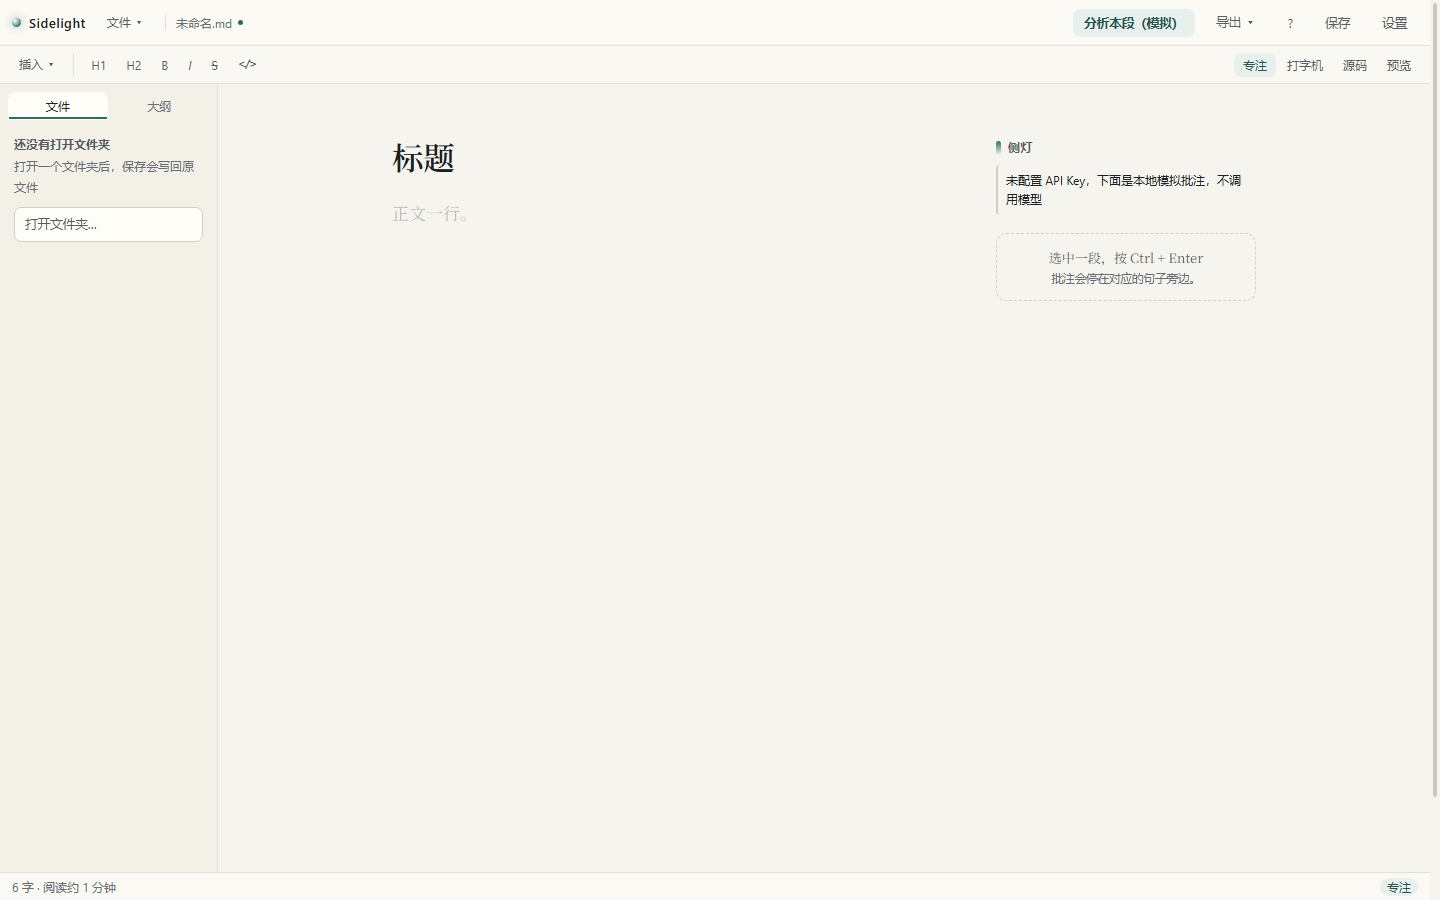 Sidelight 文件 未命名.md 分析本段（模拟） 导出 ? 保存 设置
插入 H1 H2 B I S </> 专注 打字机 源码 预览
文件 大纲
还没有打开文件夹
打开一个文件夹后，保存会写回原
文件
打开文件夹...
标题
正文一行。
侧灯
未配置 API Key，下面是本地模拟批注，不调
用模型
选中一段，按 Ctrl + Enter
批注会停在对应的句子旁边。
6 字 · 阅读约 1 分钟 专注